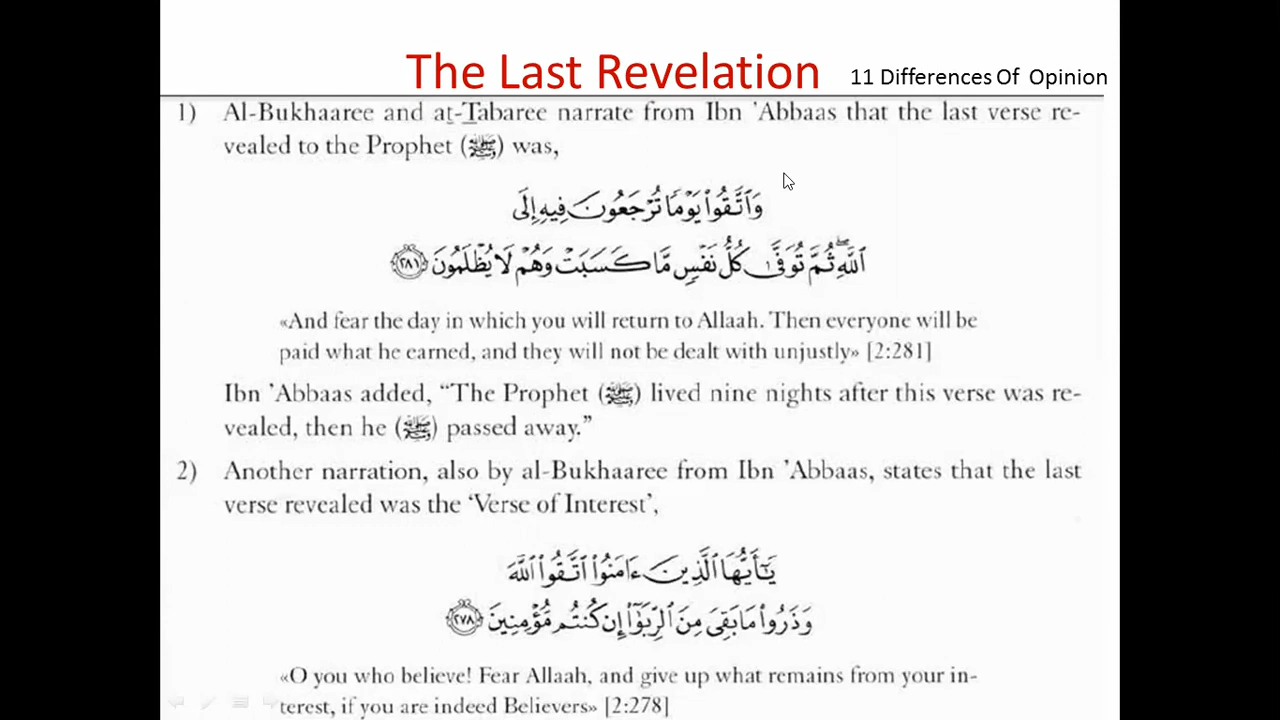 The Last Revelation 11 Differences Of Opinion
1) Al-Bukhaaree and at-Tabaree narrate from Ibn 'Abbaas that the last verse re-
vealed to the Prophet (ﷺ) was,
وَٱتَّقُوا۟ يَوْمًا تُرْجَعُونَ فِيهِ إِلَى
ٱللَّهِ ۖ ثُمَّ تُوَفَّىٰ كُلُّ نَفْسٍ مَّا كَسَبَتْ وَهُمْ لَا يُظْلَمُونَ ٢٨١
«And fear the day in which you will return to Allaah. Then everyone will be
paid what he earned, and they will not be dealt with unjustly» [2:281]
Ibn 'Abbaas added, “The Prophet (ﷺ) lived nine nights after this verse was re-
vealed, then he (ﷺ) passed away.”
2) Another narration, also by al-Bukhaaree from Ibn 'Abbaas, states that the last
verse revealed was the ‘Verse of Interest’,
يَـٰٓأَيُّهَا ٱلَّذِينَ ءَامَنُوا۟ ٱتَّقُوا۟ ٱللَّهَ
وَذَرُوا۟ مَا بَقِىَ مِنَ ٱلرِّبَوٰٓا۟ إِن كُنتُم مُّؤْمِنِينَ ٢٧٨
«O you who believe! Fear Allaah, and give up what remains from your in-
terest, if you are indeed Believers» [2:278]